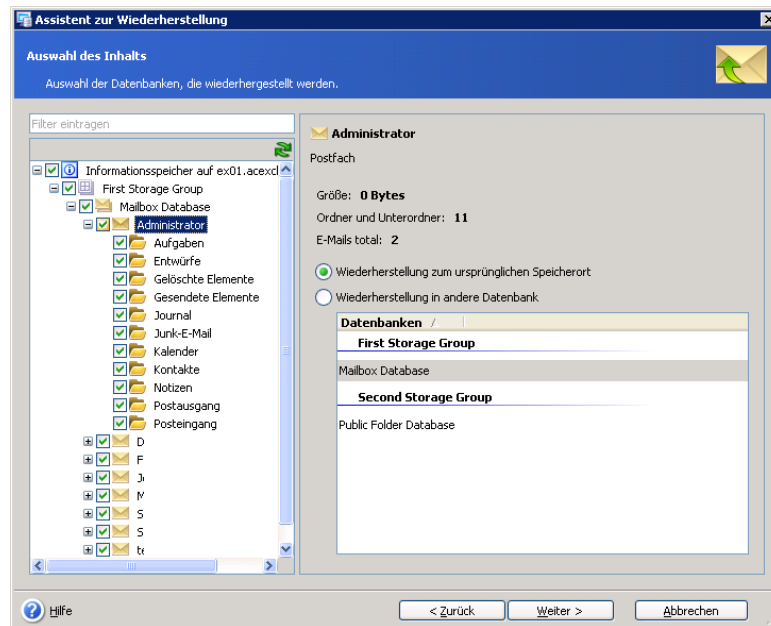 Assistent zur Wiederherstellung
Auswahl des Inhalts
Auswahl der Datenbanken, die wiederhergestellt werden.
Filter eintragen
Informationsspeicher auf ex01.acexcl
First Storage Group
Mailbox Database
Administrator
Aufgaben
Entwürfe
Gelöschte Elemente
Gesendete Elemente
Journal
Junk-E-Mail
Kalender
Kontakte
Notizen
Postausgang
Posteingang
D
F
J
M
S
S
te
Administrator
Postfach
Größe: 0 Bytes
Ordner und Unterordner: 11
E-Mails total: 2
Wiederherstellung zum ursprünglichen Speicherort
Wiederherstellung in andere Datenbank
Datenbanken
First Storage Group
Mailbox Database
Second Storage Group
Public Folder Database
Hilfe
< Zurück
Weiter >
Abbrechen